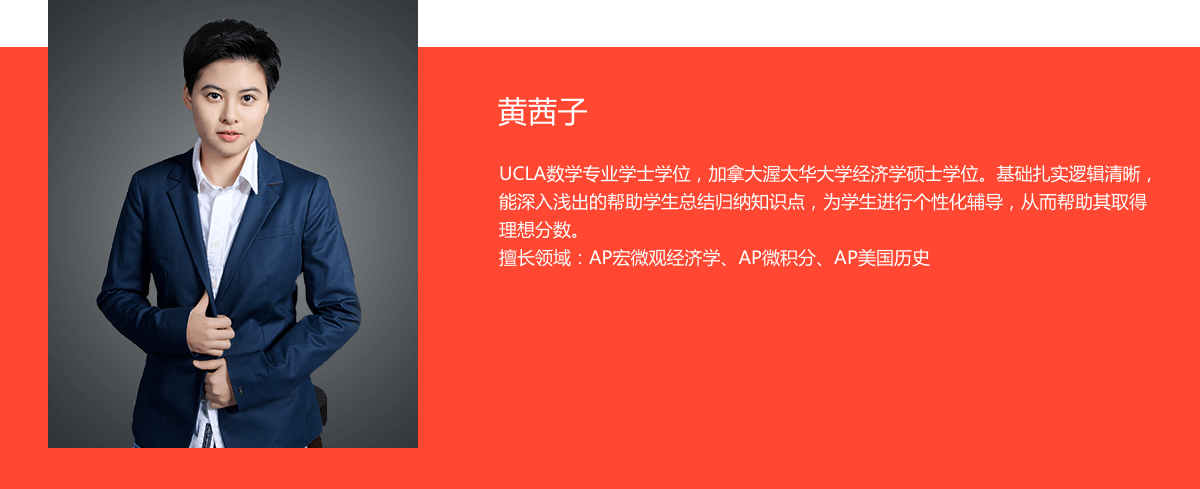 黄茜子
UCLA数学专业学士学位，加拿大渥太华大学经济学硕士学位。基础扎实逻辑清晰，
能深入浅出的帮助学生总结归纳知识点，为学生进行个性化辅导，从而帮助其取得
理想分数。
擅长领域：AP宏微观经济学、AP微积分、AP美国历史